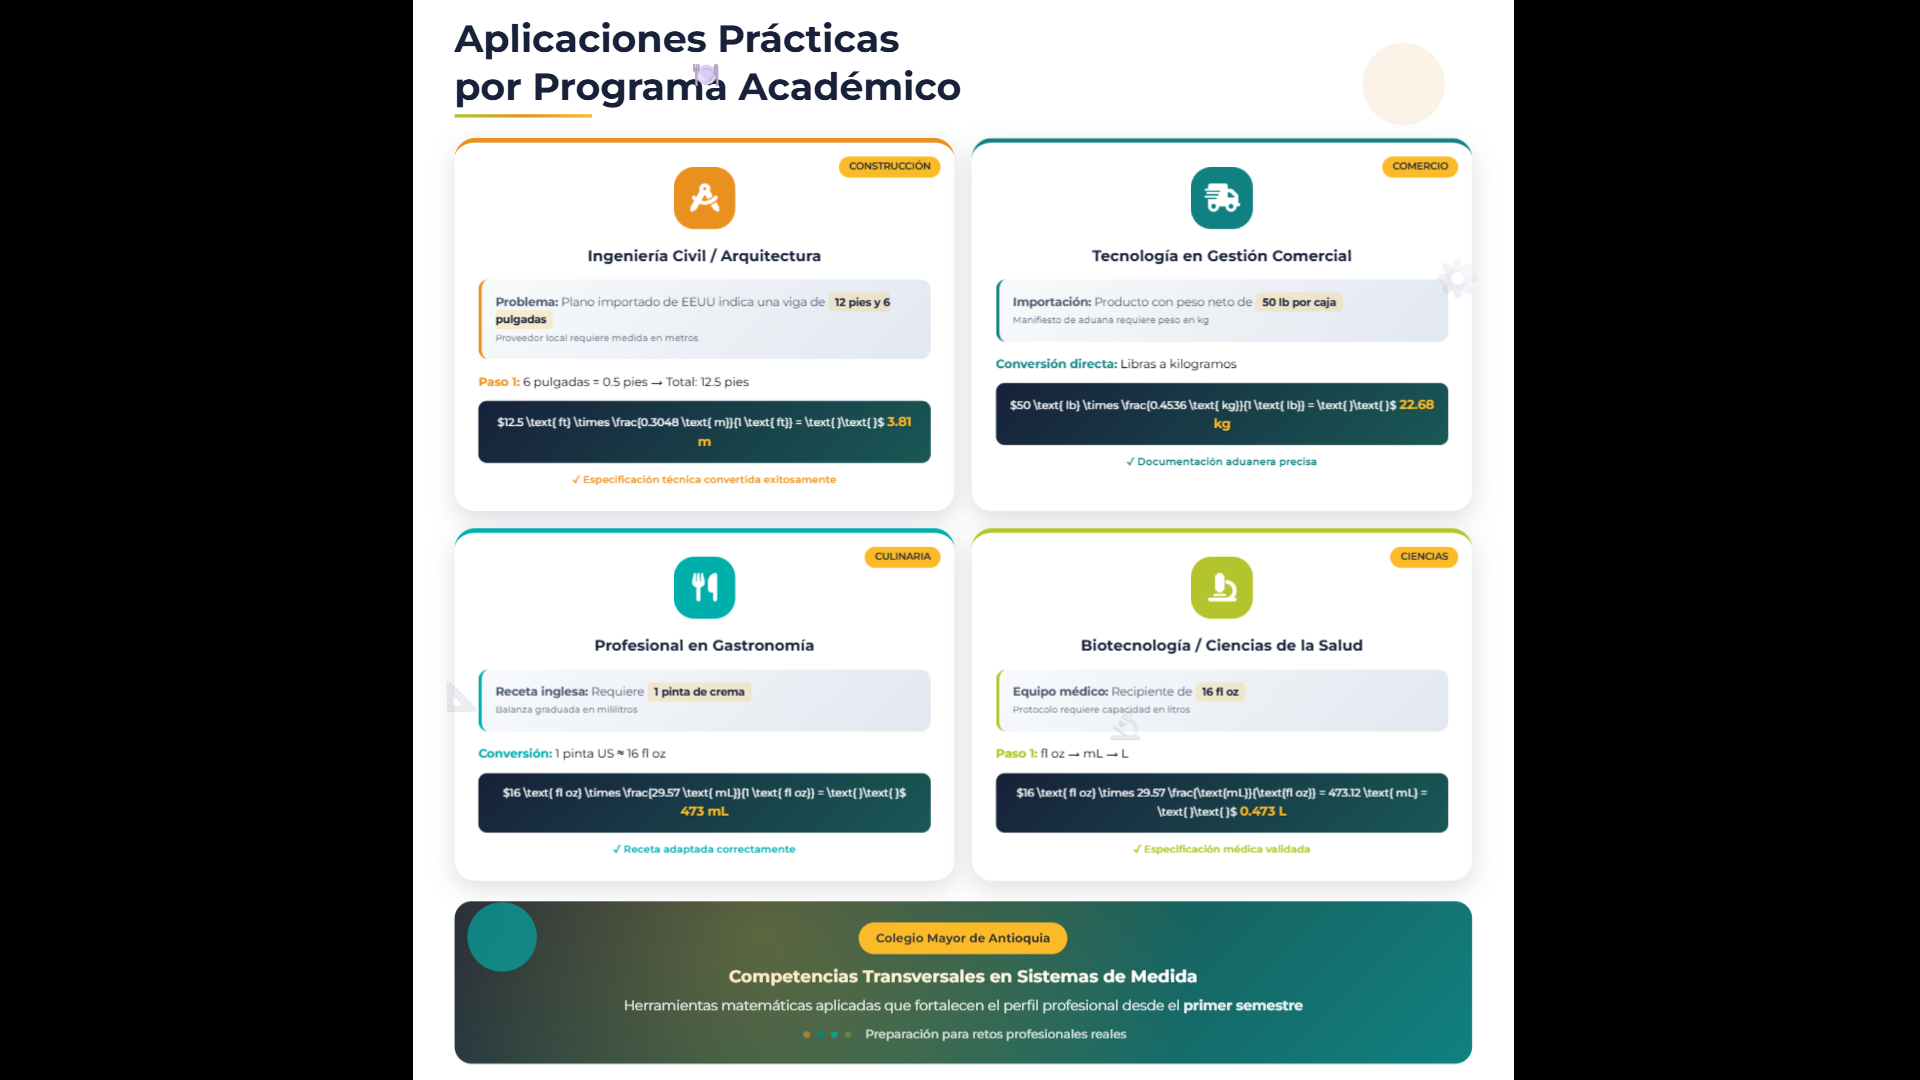 Aplicaciones Prácticas
por Programa Académico
CONSTRUCCIÓN
Ingeniería Civil / Arquitectura
Problema: Plano importado de EEUU indica una viga de 12 pies y 6
pulgadas
Proveedor local requiere medida en metros
Paso 1: 6 pulgadas = 0.5 pies → Total: 12.5 pies
$12.5 \text{ ft} \times \frac{0.3048 \text{ m}}{1 \text{ ft}} = \text{ }\text{ }$ 3.81
m
✓ Especificación técnica convertida exitosamente
COMERCIO
Tecnología en Gestión Comercial
Importación: Producto con peso neto de 50 lb por caja
Manifiesto de aduana requiere peso en kg
Conversión directa: Libras a kilogramos
$50 \text{ lb} \times \frac{0.4536 \text{ kg}}{1 \text{ lb}} = \text{ }\text{ }$ 22.68
kg
✓ Documentación aduanera precisa
CULINARIA
Profesional en Gastronomía
Receta inglesa: Requiere 1 pinta de crema
Balanza graduada en mililitros
Conversión: 1 pinta US ≈ 16 fl oz
$16 \text{ fl oz} \times \frac{29.57 \text{ mL}}{1 \text{ fl oz}} = \text{ }\text{ }$
473 mL
✓ Receta adaptada correctamente
CIENCIAS
Biotecnología / Ciencias de la Salud
Equipo médico: Recipiente de 16 fl oz
Protocolo requiere capacidad en litros
Paso 1: fl oz → mL → L
$16 \text{ fl oz} \times 29.57 \frac{\text{mL}}{\text{fl oz}} = 473.12 \text{ mL} =
\text{ }\text{ }$ 0.473 L
✓ Especificación médica validada
Colegio Mayor de Antioquia
Competencias Transversales en Sistemas de Medida
Herramientas matemáticas aplicadas que fortalecen el perfil profesional desde el primer semestre
Preparación para retos profesionales reales